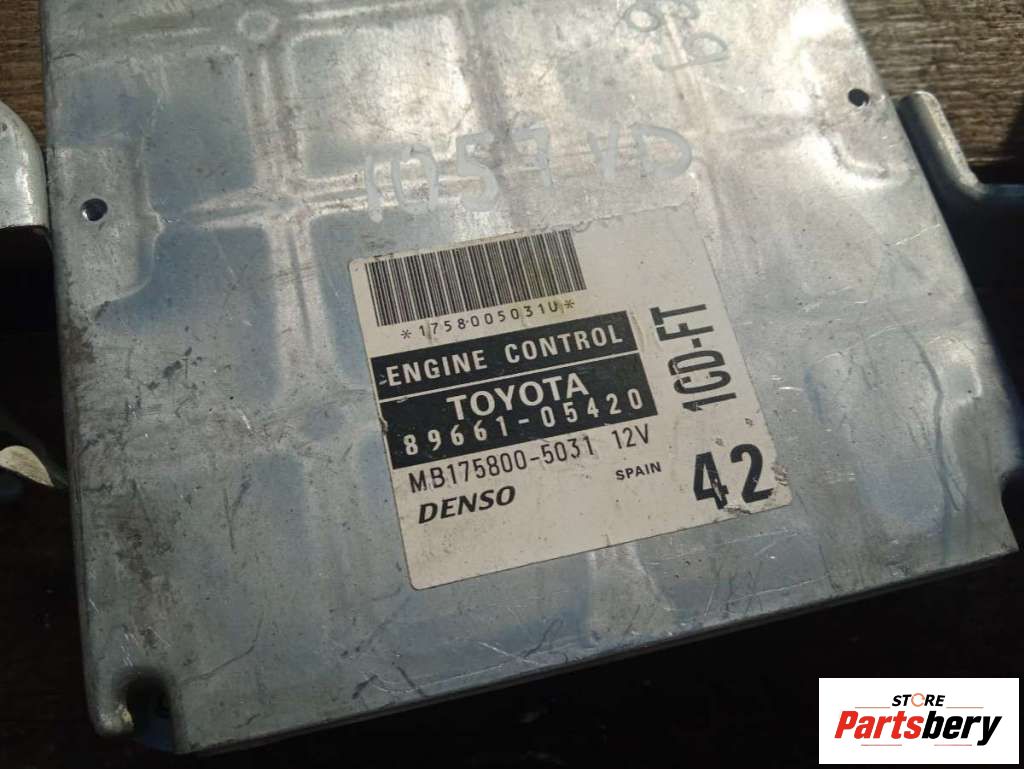 *1758005031U*
ENGINE CONTROL
TOYOTA
89661-05420
MB175800-5031 12V
DENSO
SPAIN
1CD-FT
42
STORE
Partsbery